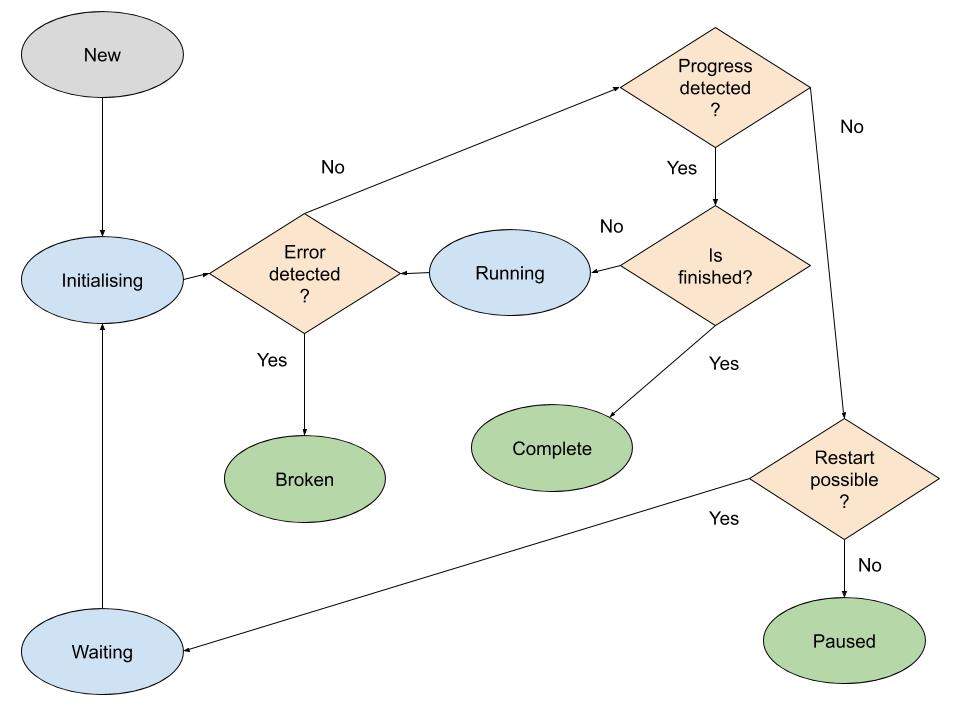 New
Progress
detected
?
No
No
Yes
No
Error
detected
?
Is
finished?
Initialising
Running
Yes
Yes
Complete
Restart
possible
?
Broken
Yes
No
Waiting
Paused